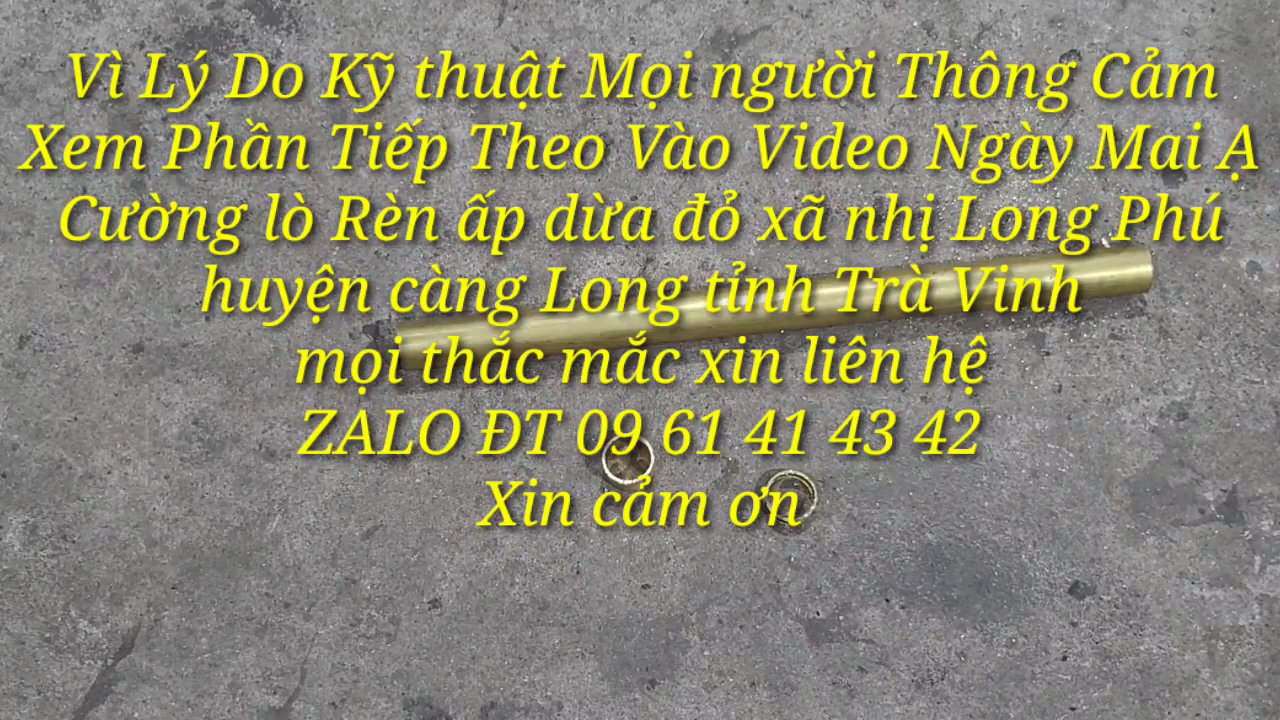 Vì Lý Do Kỹ thuật Mọi người Thông Cảm
Xem Phần Tiếp Theo Vào Video Ngày Mai Ạ
Cường lò Rèn ấp dừa đỏ xã nhị Long Phú
huyện càng Long tỉnh Trà Vinh
mọi thắc mắc xin liên hệ
ZALO ĐT 09 61 41 43 42
Xin cảm ơn